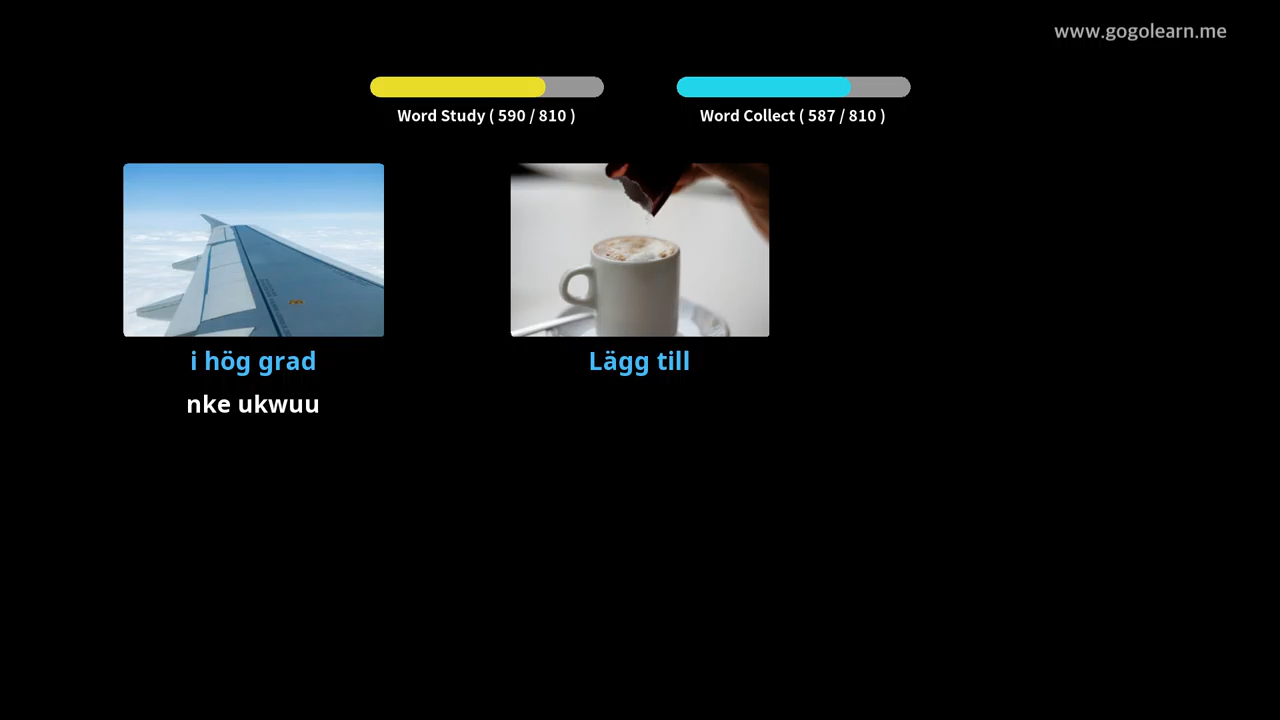 www.gogolearn.me
Word Study ( 590 / 810 )
Word Collect ( 587 / 810 )
i hög grad
nke ukwuu
Lägg till